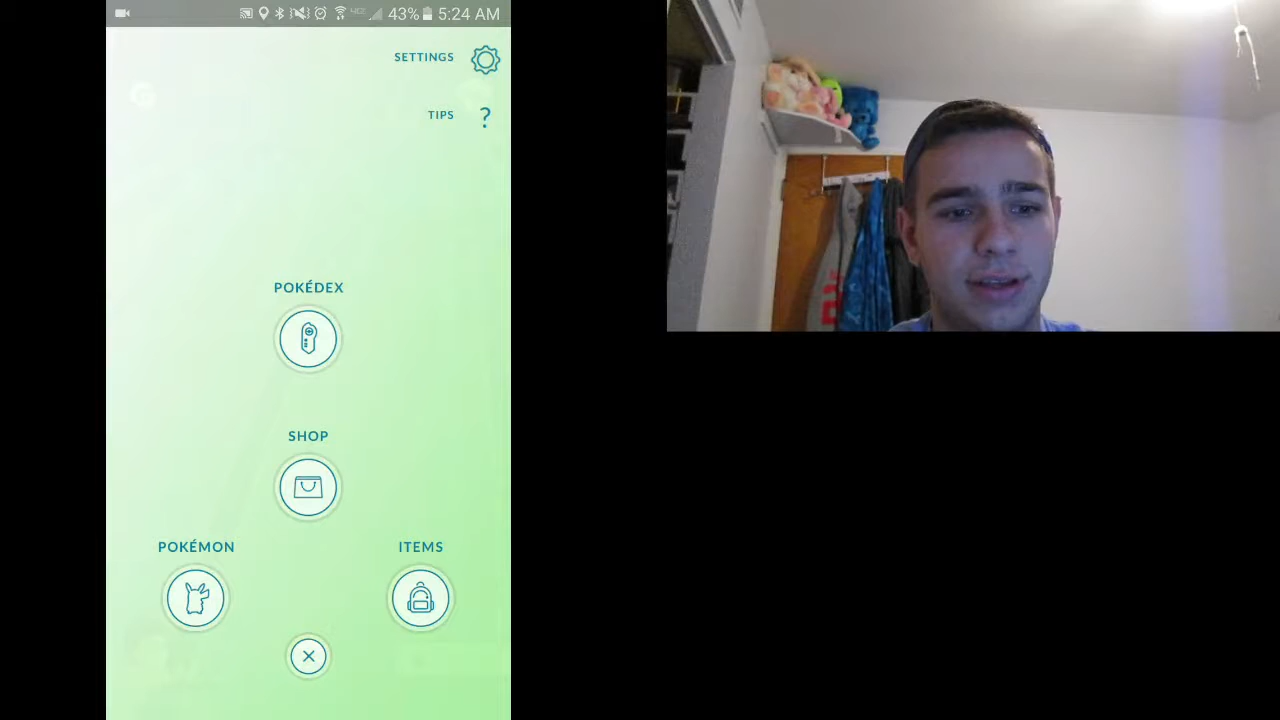 43% 5:24 AM
SETTINGS
TIPS ?
POKÉDEX
SHOP
POKÉMON
ITEMS